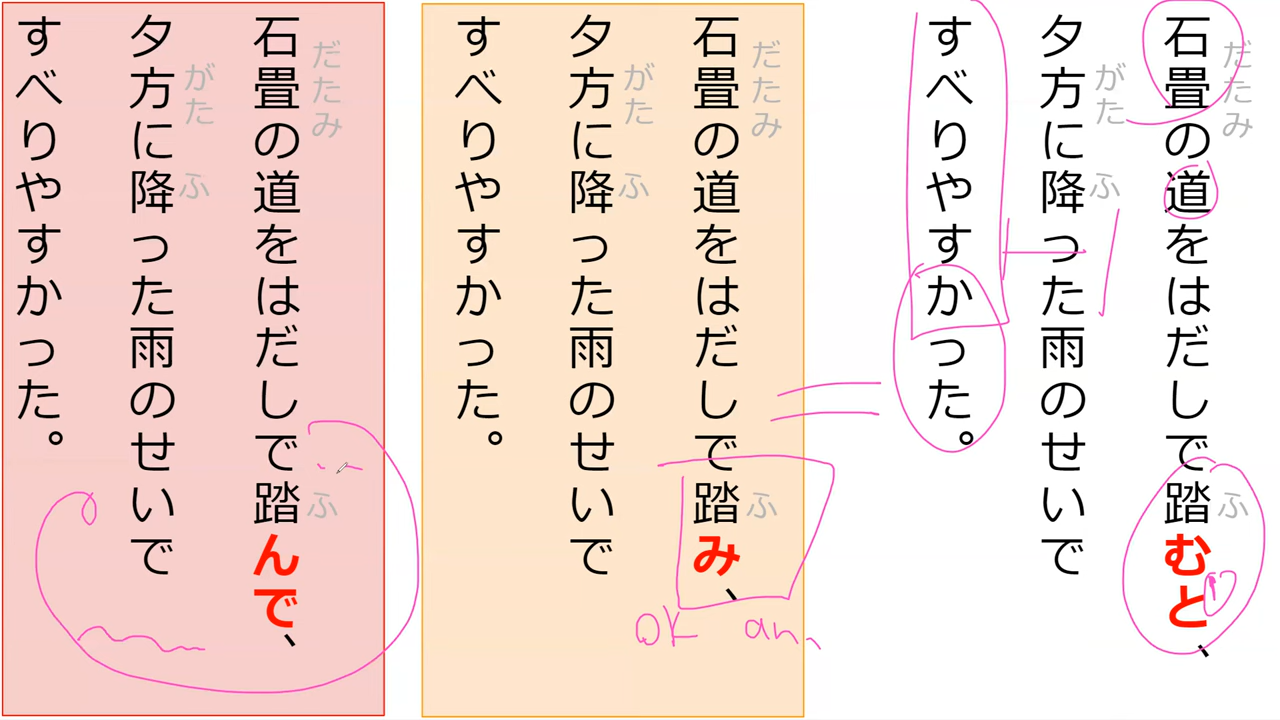 石畳の道をはだしで踏むと、
だたみ
ふ
夕方に降った雨のせいで
がた
ふ
すべりやすかった。
石畳の道をはだしで踏み、
だたみ
ふ
夕方に降った雨のせいで
がた
ふ
すべりやすかった。
OK an
石畳の道をはだしで踏んで、
だたみ
ふ
夕方に降った雨のせいで
がた
ふ
すべりやすかった。